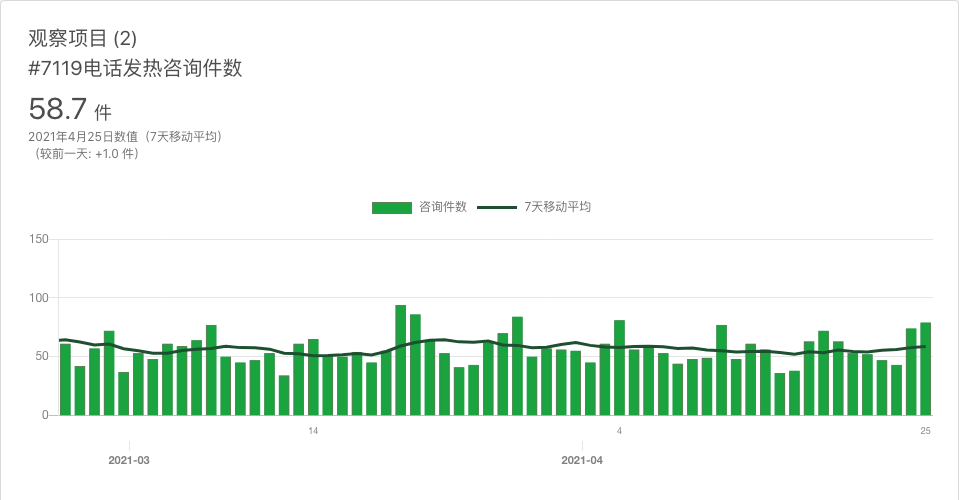 观察项目 (2)
#7119电话发热咨询件数
58.7 件
2021年4月25日数值（7天移动平均）
（较前一天: +1.0 件）
咨询件数 7天移动平均
150
100
50
0
14 4 25
2021-03 2021-04